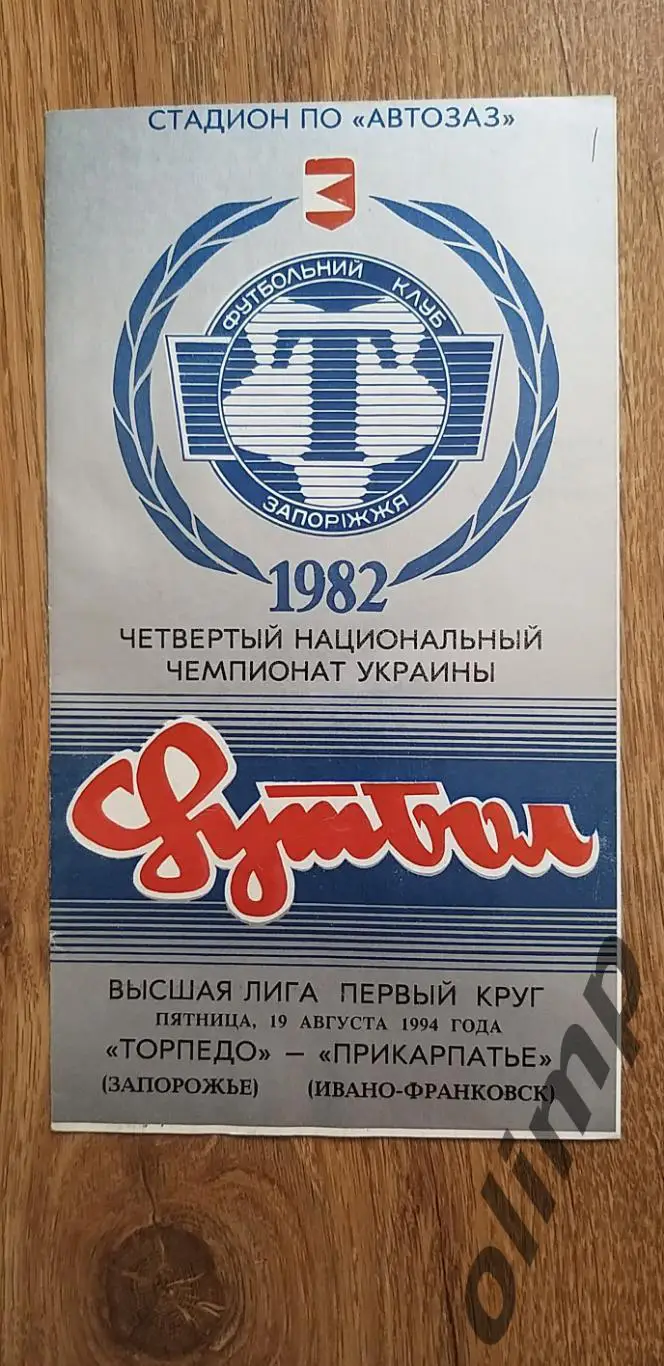 СТАДИОН ПО «АВТОЗАЗ»
ФУТБОЛЬНИЙ КЛУБ
Т
ЗАПОРІЖЖЯ
1982
ЧЕТВЕРТЫЙ НАЦИОНАЛЬНЫЙ
ЧЕМПИОНАТ УКРАИНЫ
Футбол
ВЫСШАЯ ЛИГА ПЕРВЫЙ КРУГ
ПЯТНИЦА, 19 АВГУСТА 1994 ГОДА
«ТОРПЕДО» — «ПРИКАРПАТЬЕ»
(ЗАПОРОЖЬЕ) (ИВАНО-ФРАНКОВСК)
olimp